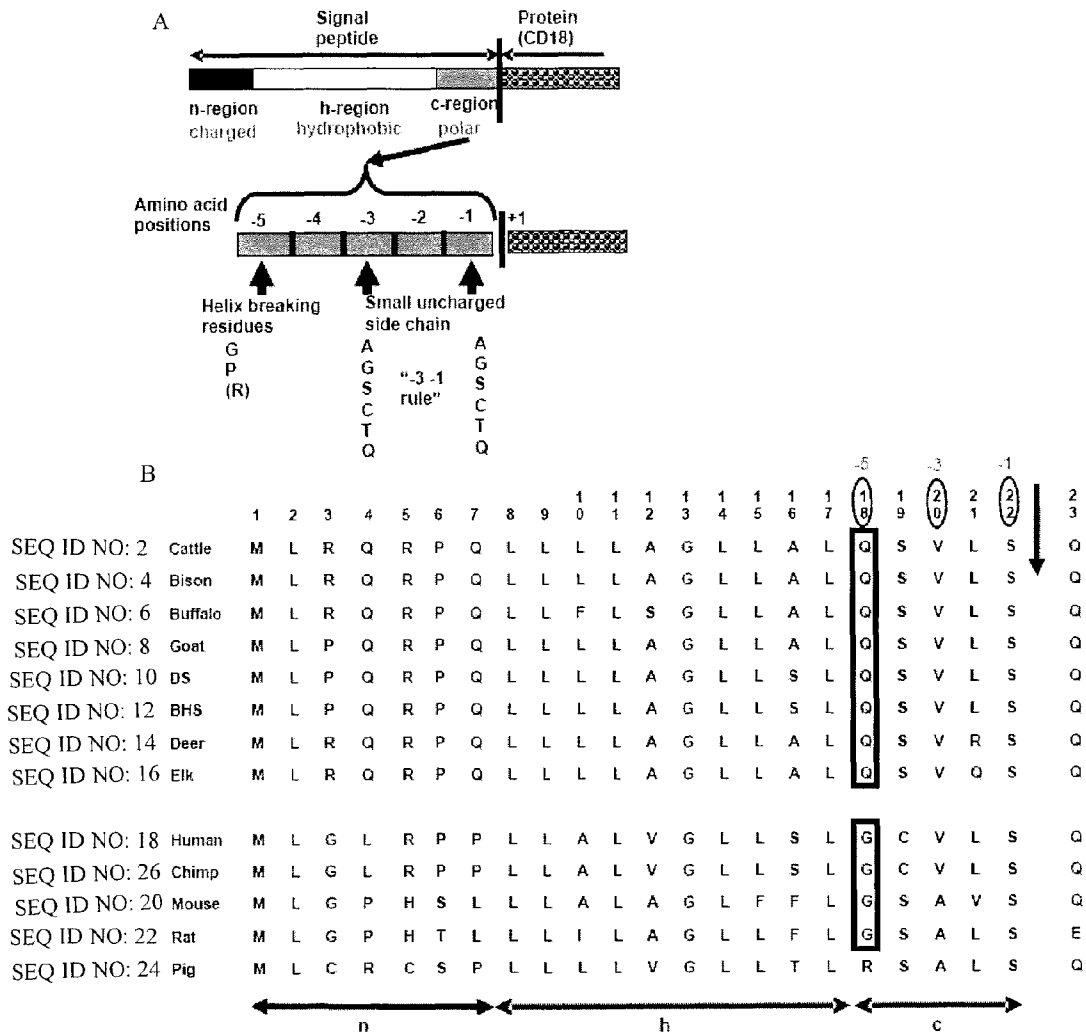 A
Signal
peptide
Protein
(CD18)
n-region
charged
h-region
hydrophobic
c-region
polar
Amino acid
positions
-5 -4 -3 -2 -1 +1
Helix breaking
residues
Small uncharged
side chain
G
P
(R)
A
G
S
C
T
Q
"-3 -1
rule"
A
G
S
C
T
Q
B
-5 -3 -1
1 2 3 4 5 6 7 8 9 10 11 12 13 14 15 16 17 18 19 20 21 22 23
SEQ ID NO: 2 Cattle M L R Q R P Q L L L L A G L L A L Q S V L S Q
SEQ ID NO: 4 Bison M L R Q R P Q L L L L A G L L A L Q S V L S Q
SEQ ID NO: 6 Buffalo M L R Q R P Q L L F L S G L L A L Q S V L S Q
SEQ ID NO: 8 Goat M L P Q R P Q L L L L A G L L A L Q S V L S Q
SEQ ID NO: 10 DS M L P Q R P Q L L L L A G L L S L Q S V L S Q
SEQ ID NO: 12 BHS M L P Q R P Q L L L L A G L L S L Q S V L S Q
SEQ ID NO: 14 Deer M L R Q R P Q L L L L A G L L A L Q S V R S Q
SEQ ID NO: 16 Elk M L R Q R P Q L L L L A G L L A L Q S V Q S Q
SEQ ID NO: 18 Human M L G L R P P L L A L V G L L S L G C V L S Q
SEQ ID NO: 26 Chimp M L G L R P P L L A L V G L L S L G C V L S Q
SEQ ID NO: 20 Mouse M L G P H S L L L A L A G L F F L G S A V S Q
SEQ ID NO: 22 Rat M L G P H T L L L I L A G L L F L G S A L S E
SEQ ID NO: 24 Pig M L C R C S P L L L L V G L L T L R S A L S Q
n h c